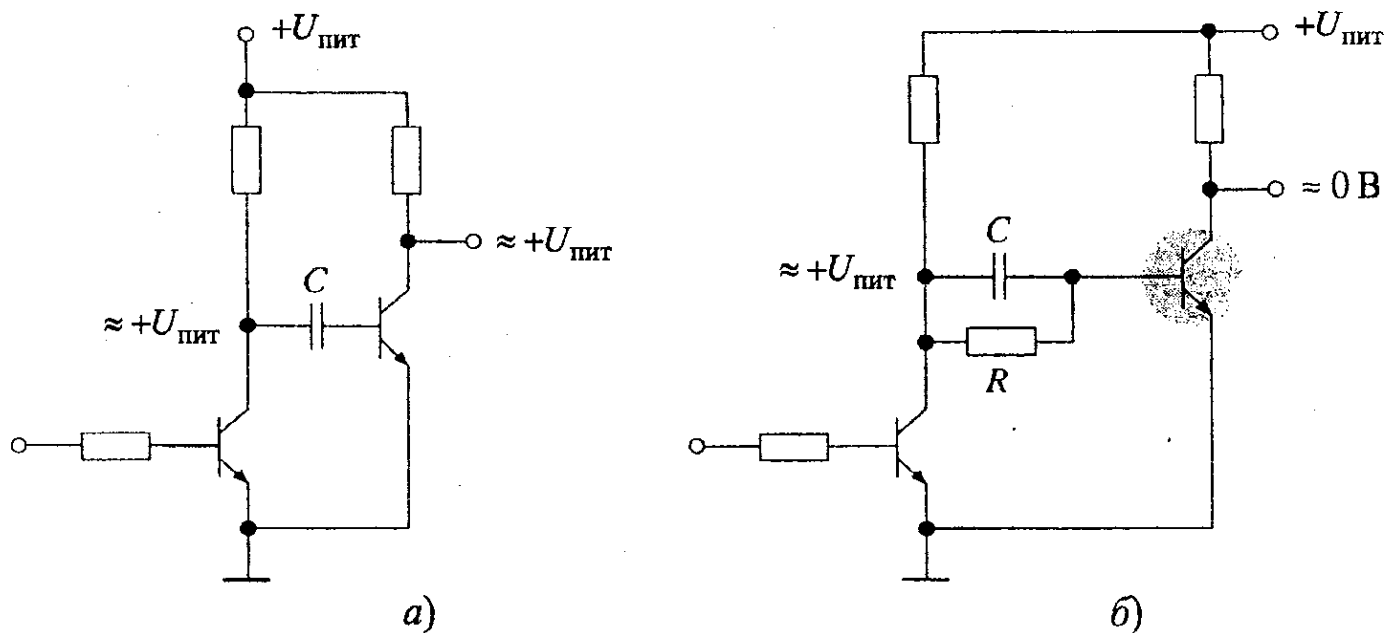 +Uпит
≈ +Uпит
C
≈ +Uпит
а)
+Uпит
≈ 0 В
C
≈ +Uпит
R
б)